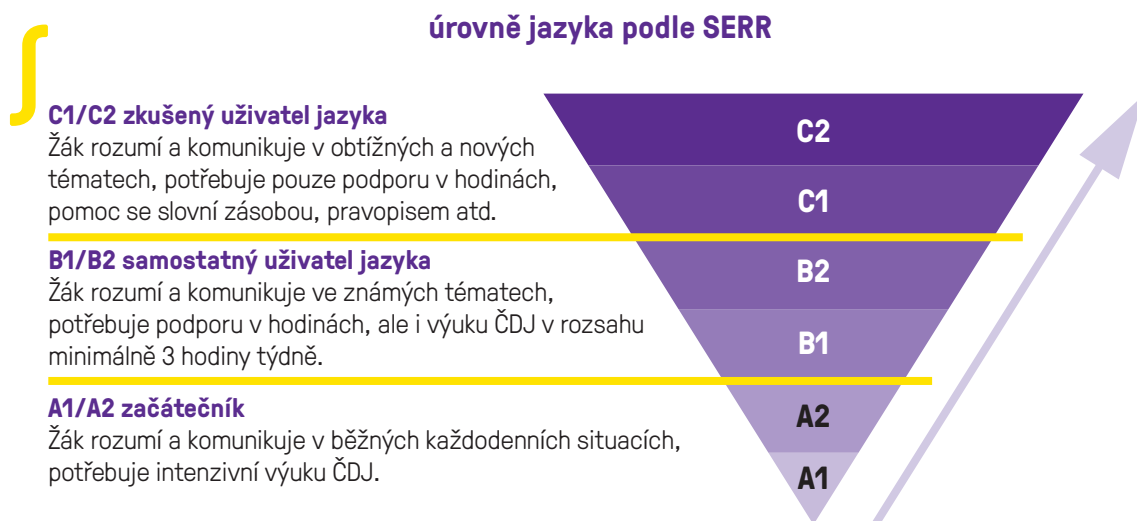 úrovně jazyka podle SERR
C1/C2 zkušený uživatel jazyka
Žák rozumí a komunikuje v obtížných a nových
tématech, potřebuje pouze podporu v hodinách,
pomoc se slovní zásobou, pravopisem atd.
B1/B2 samostatný uživatel jazyka
Žák rozumí a komunikuje ve známých tématech,
potřebuje podporu v hodinách, ale i výuku ČDJ v rozsahu
minimálně 3 hodiny týdně.
A1/A2 začátečník
Žák rozumí a komunikuje v běžných každodenních situacích,
potřebuje intenzivní výuku ČDJ.
C2
C1
B2
B1
A2
A1